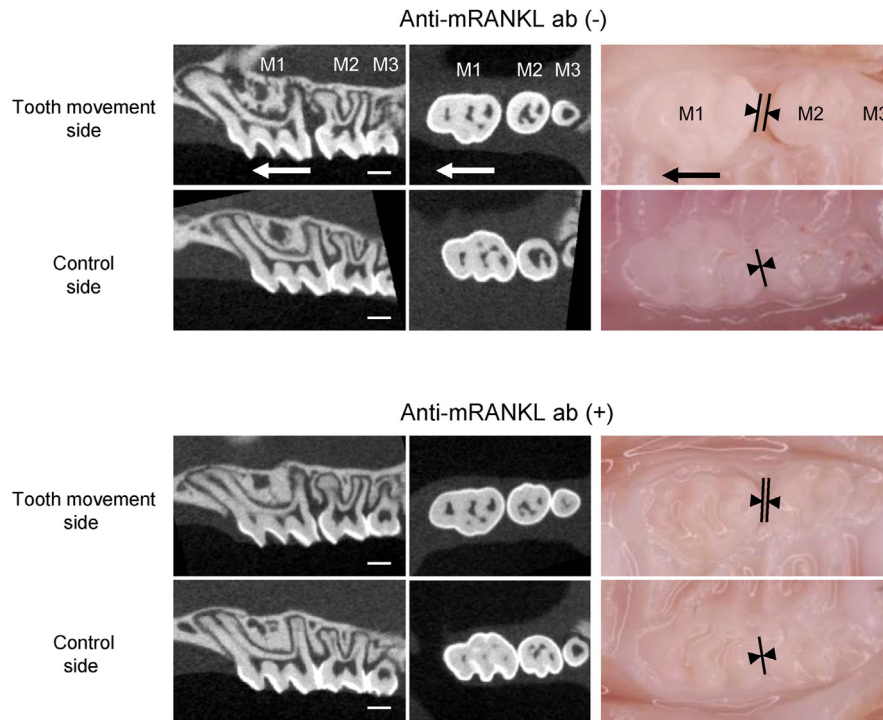 Anti-mRANKL ab (-)
Tooth movement
side
M1 M2 M3
M1 M2 M3
M1 M2 M3
Control
side
Anti-mRANKL ab (+)
Tooth movement
side
Control
side